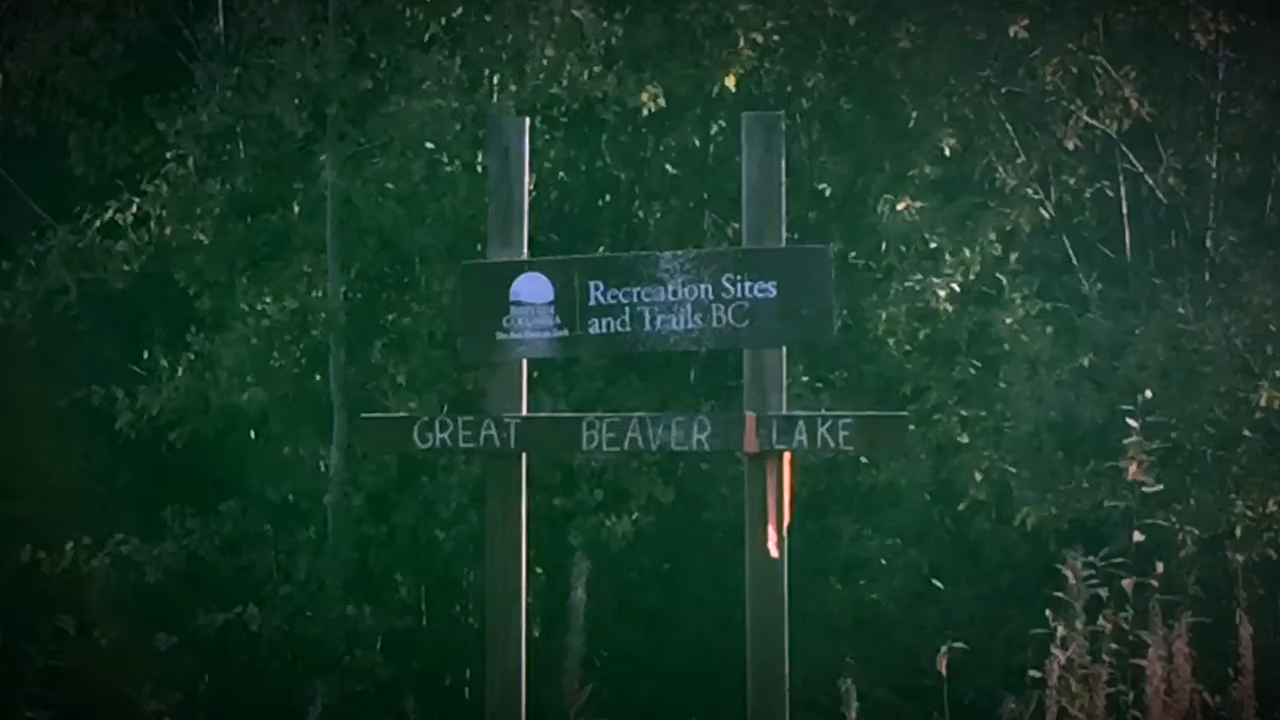 BRITISH
COLUMBIA
Recreation Sites
and Trails BC
GREAT BEAVER LAKE